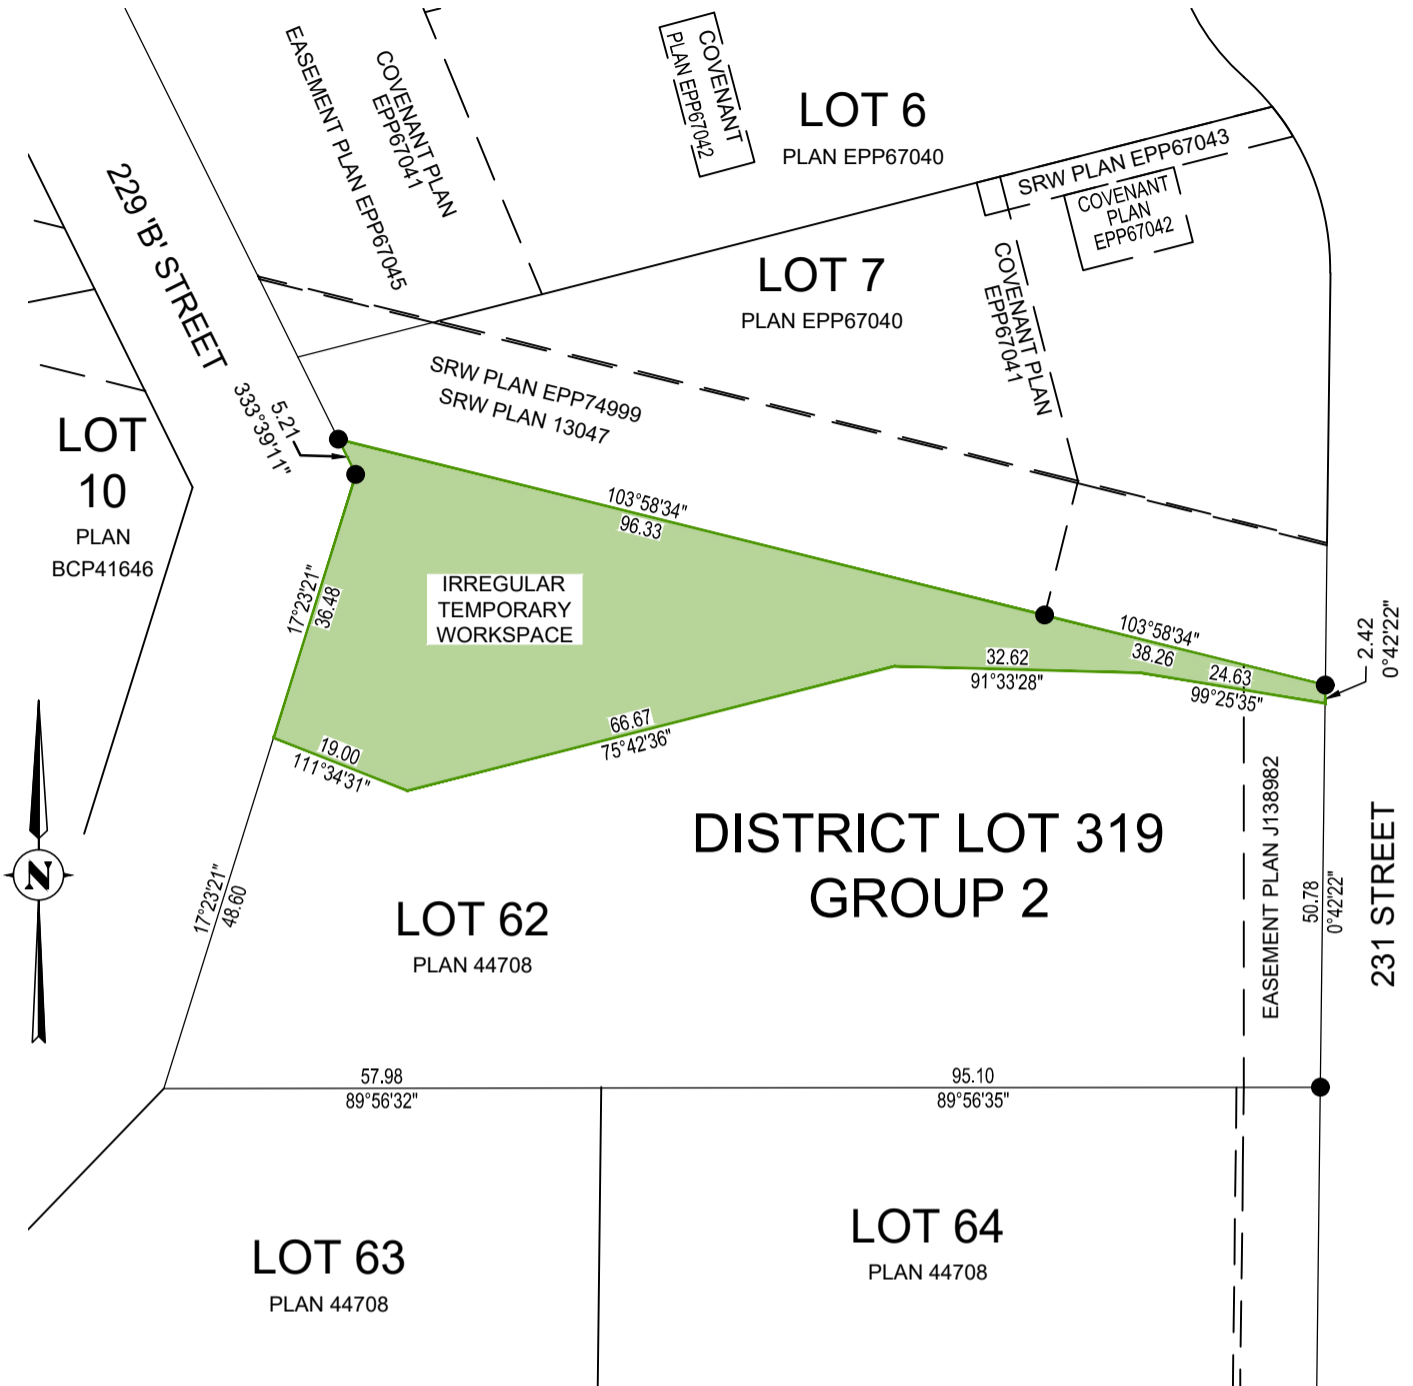 EASEMENT PLAN EPP67045
COVENANT PLAN
EPP67041
COVENANT
PLAN EPP67042
LOT 6
PLAN EPP67040
SRW PLAN EPP67043
COVENANT
PLAN
EPP67042
229 'B' STREET
LOT 7
PLAN EPP67040
COVENANT PLAN
EPP67041
SRW PLAN EPP74999
SRW PLAN 13047
5.21
333°39'11"
LOT
10
PLAN
BCP41646
103°58'34"
96.33
17°23'21"
36.48
IRREGULAR
TEMPORARY
WORKSPACE
103°58'34"
38.26
2.42
0°42'22"
32.62
91°33'28"
24.63
99°25'35"
66.67
75°42'36"
19.00
111°34'31"
DISTRICT LOT 319
GROUP 2
EASEMENT PLAN J138982
50.78
0°42'22"
231 STREET
N
17°23'21"
48.60
LOT 62
PLAN 44708
57.98
89°56'32"
95.10
89°56'35"
LOT 63
PLAN 44708
LOT 64
PLAN 44708